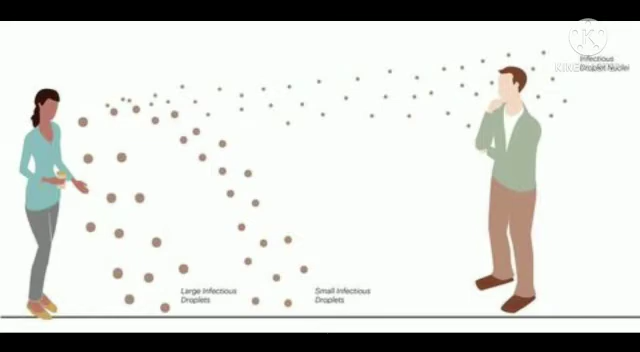 Infectious
Droplet Nuclei
Large Infectious
Droplets
Small Infectious
Droplets